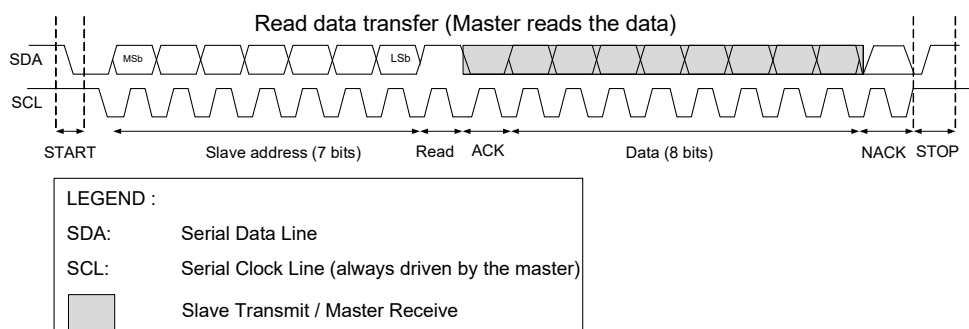 Read data transfer (Master reads the data)
SDA MSb LSb
SCL
START Slave address (7 bits) Read ACK Data (8 bits) NACK STOP
LEGEND :
SDA: Serial Data Line
SCL: Serial Clock Line (always driven by the master)
Slave Transmit / Master Receive